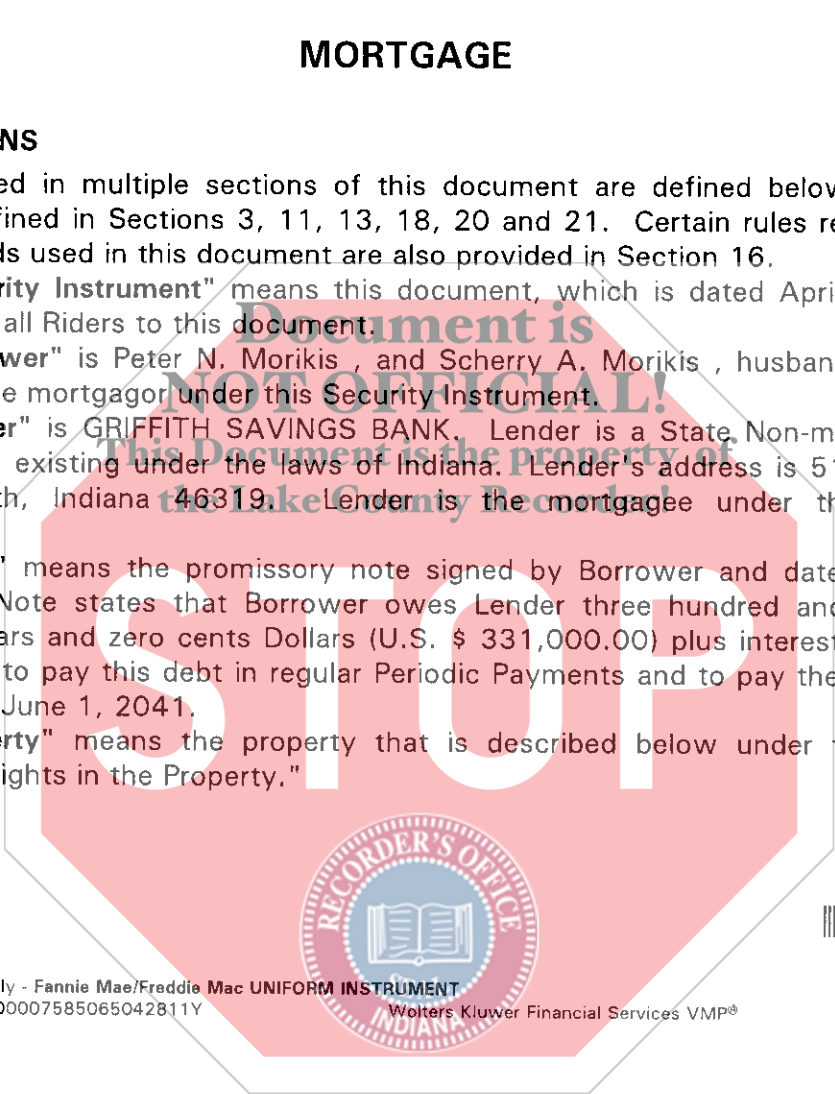 MORTGAGE
NS
ed in multiple sections of this document are defined below
fined in Sections 3, 11, 13, 18, 20 and 21. Certain rules re
ds used in this document are also provided in Section 16.
rity Instrument" means this document, which is dated Apri
all Riders to this document.
Document is
wer" is Peter N. Morikis , and Scherry A. Morikis , husban
NOT OFFICIAL!
e mortgagor under this Security Instrument.
er" is GRIFFITH SAVINGS BANK. Lender is a State Non-m
This Document is the property of
existing under the laws of Indiana. Lender's address is 51
the Lake County Recorder!
th, Indiana 46319. Lender is the mortgagee under th
" means the promissory note signed by Borrower and date
Note states that Borrower owes Lender three hundred and
ars and zero cents Dollars (U.S. $ 331,000.00) plus interest
to pay this debt in regular Periodic Payments and to pay the
June 1, 2041.
rty" means the property that is described below under t
ights in the Property."
STOP
RECORDER'S OFFICE
SEAL
INDIANA
ly - Fannie Mae/Freddie Mac UNIFORM INSTRUMENT
00007585065042811Y Wolters Kluwer Financial Services VMP®